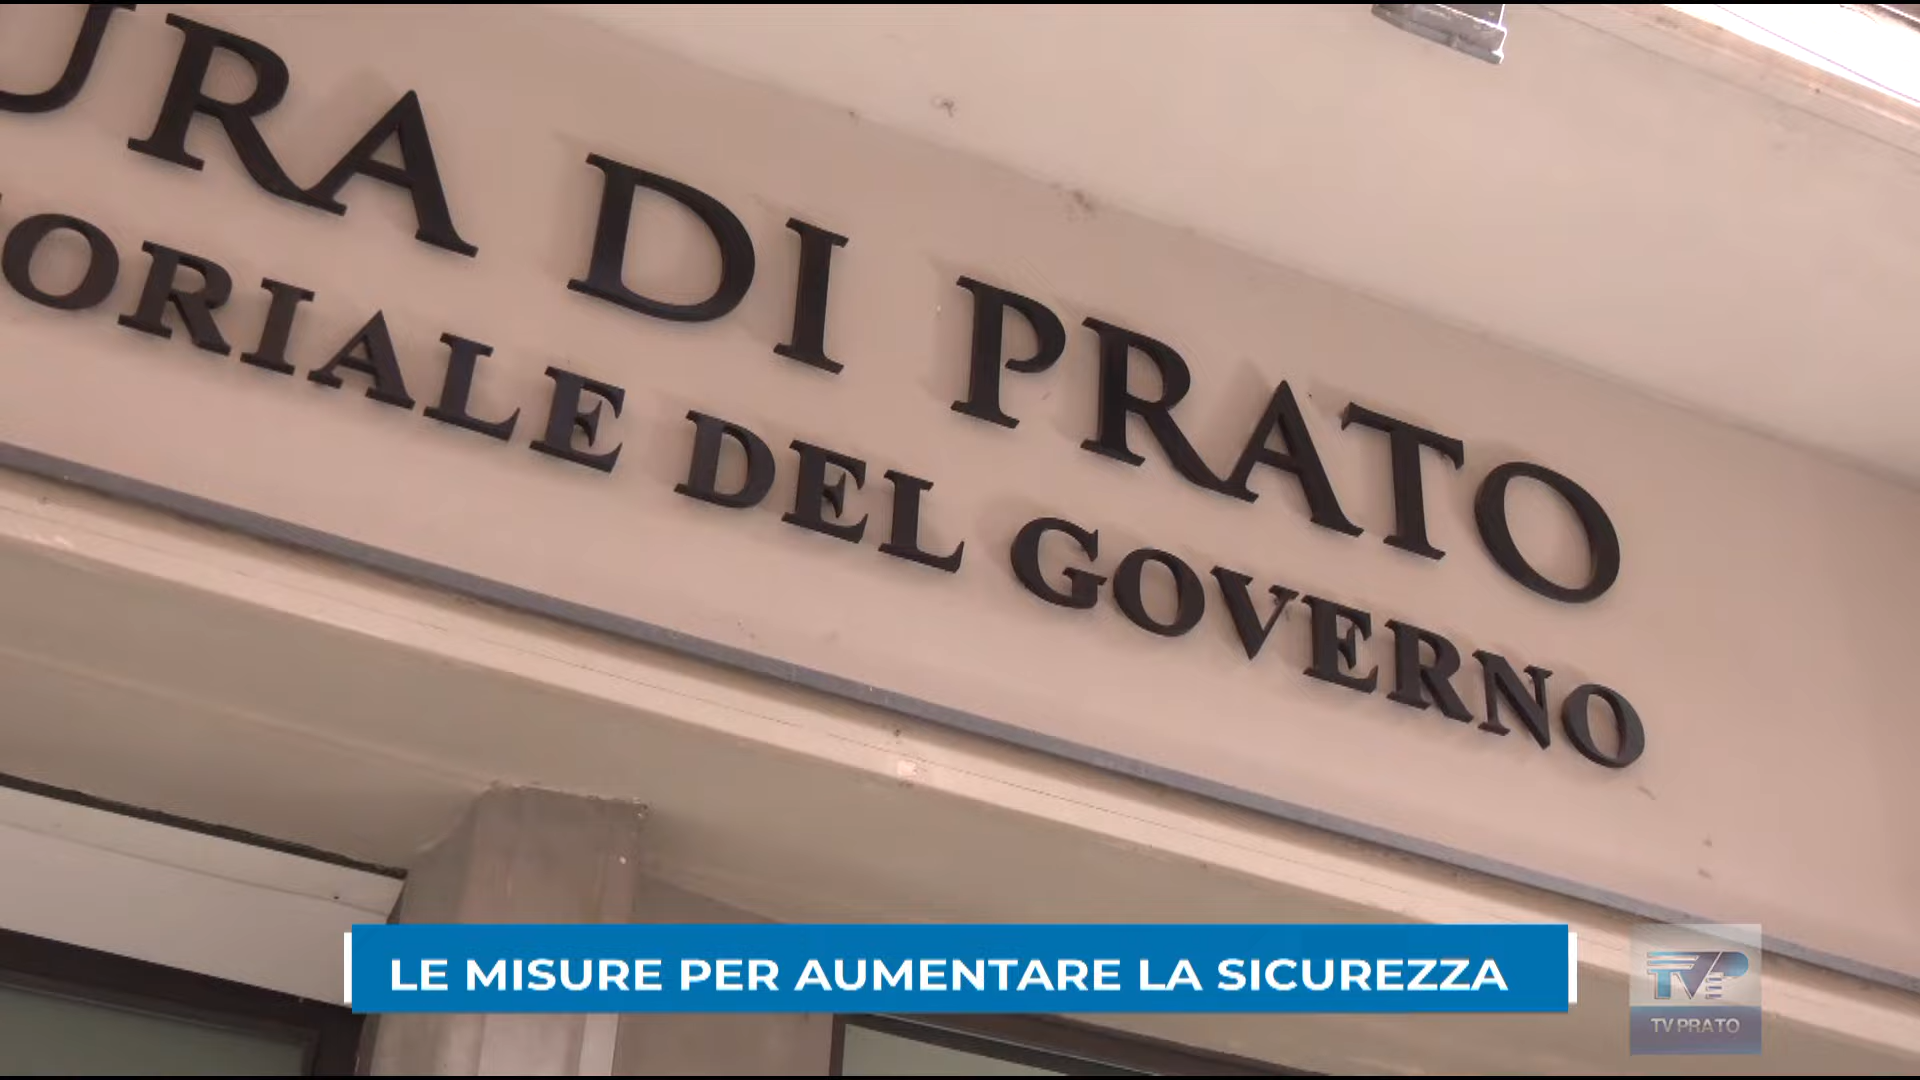 URA DI PRATO
ORIALE DEL GOVERNO
LE MISURE PER AUMENTARE LA SICUREZZA
TVP
TV PRATO